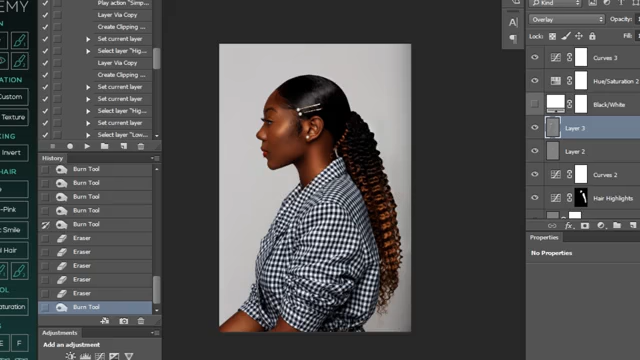 EMY
ATION
Custom
Texture
KING
Invert
HAIR
-Pink
t Smile
l Hair
OL
aturation
E
F
Play action "Simp...
Layer Via Copy
Create Clipping ...
Set current layer
Select layer "Hig...
Layer Via Copy
Create Clipping ...
Set current layer
Set current layer
Select layer "Hig...
Set current layer
Select layer "Low...
History
Burn Tool
Burn Tool
Burn Tool
Burn Tool
Burn Tool
Eraser
Eraser
Eraser
Eraser
Eraser
Burn Tool
Adjustments
Add an adjustment
A
Kind
Overlay
Opacity:
Lock:
Fill:
Curves 3
Hue/Saturation 2
Black/White
Layer 3
Layer 2
Curves 2
Hair Highlights
fx
Properties
No Properties